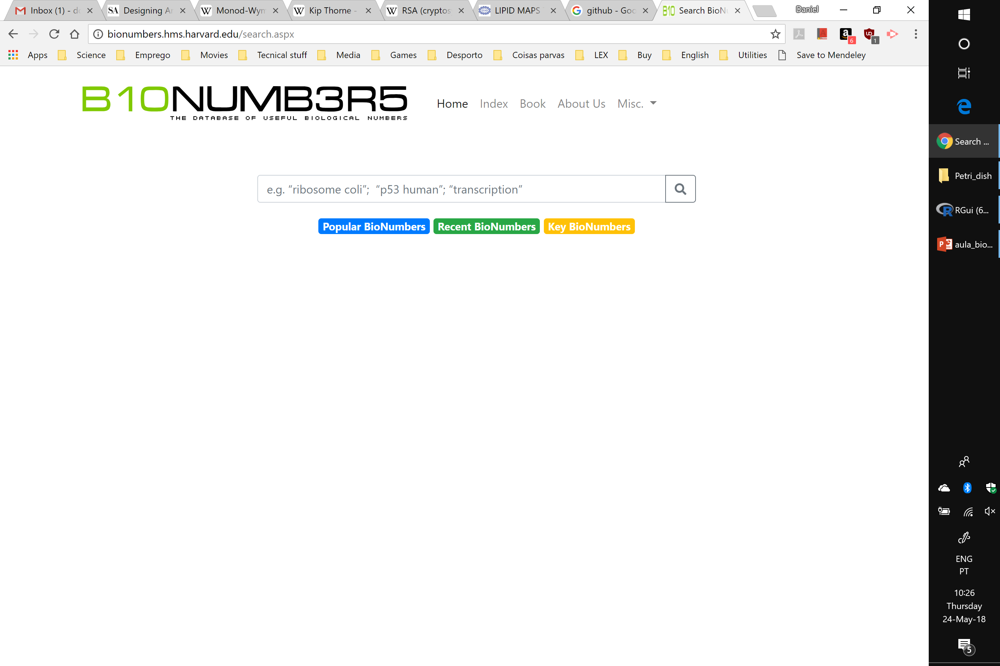 Inbox (1) - do
Designing Ar
Monod-Wym
Kip Thorne -
RSA (cryptos
LIPID MAPS
github - Goo
Search BioNu
Daniel
bionumbers.hms.harvard.edu/search.aspx
6
1
Apps Science Emprego Movies Tecnical stuff Media Games Desporto Coisas parvas LEX Buy English Utilities Save to Mendeley
B10NUMB3R5
THE DATABASE OF USEFUL BIOLOGICAL NUMBERS
Home Index Book About Us Misc.
e.g. “ribosome coli”; “p53 human”; “transcription”
Popular BioNumbers Recent BioNumbers Key BioNumbers
Search ...
Petri_dish
RGui (6...
aula_bio...
ENG
PT
10:26
Thursday
24-May-18
5